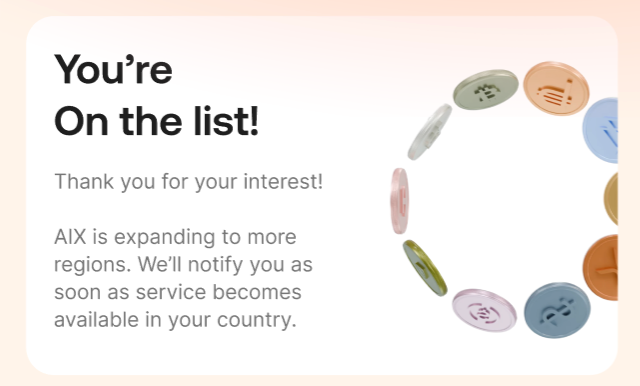 You’re
On the list!
Thank you for your interest!
AIX is expanding to more
regions. We’ll notify you as
soon as service becomes
available in your country.